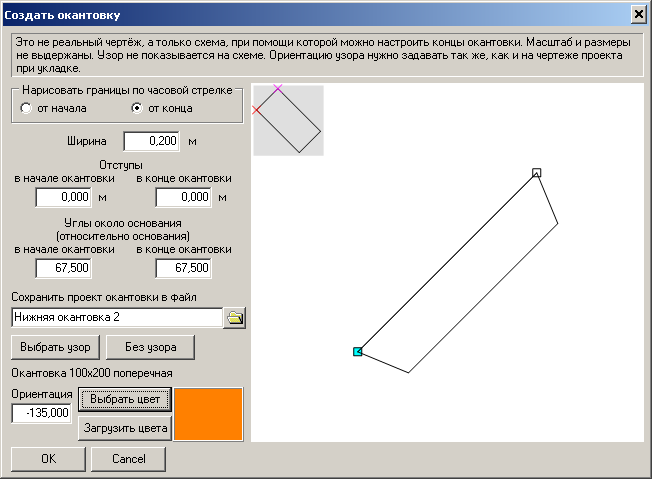 Создать окантовку
Это не реальный чертёж, а только схема, при помощи которой можно настроить концы окантовки. Масштаб и размеры
не выдержаны. Узор не показывается на схеме. Ориентацию узора нужно задавать так же, как и на чертеже проекта
при укладке.
Нарисовать границы по часовой стрелке
от начала от конца
Ширина 0,200 м
Отступы
в начале окантовки в конце окантовки
0,000 м 0,000 м
Углы около основания
(относительно основания)
в начале окантовки в конце окантовки
67,500 67,500
Сохранить проект окантовки в файл
Нижняя окантовка 2
Выбрать узор Без узора
Окантовка 100x200 поперечная
Ориентация Выбрать цвет
-135,000
Загрузить цвета
OK Cancel